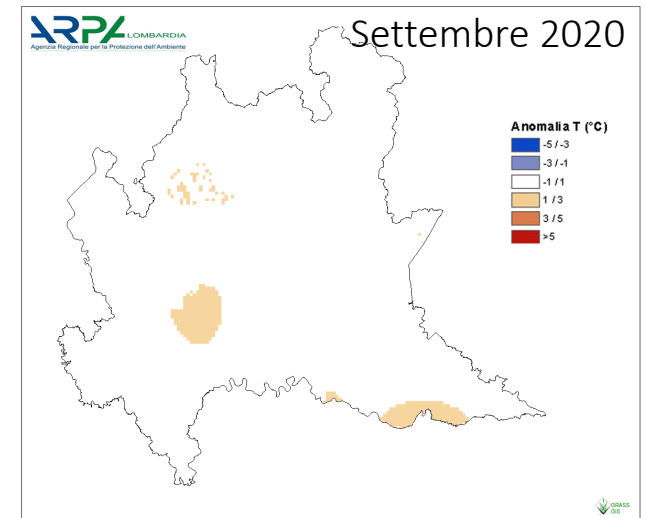 ARPA LOMBARDIA
Agenzia Regionale per la Protezione dell'Ambiente
Settembre 2020
Anomalia T (°C)
-5 / -3
-3 / -1
-1 / 1
1 / 3
3 / 5
>5
GRASS
GIS